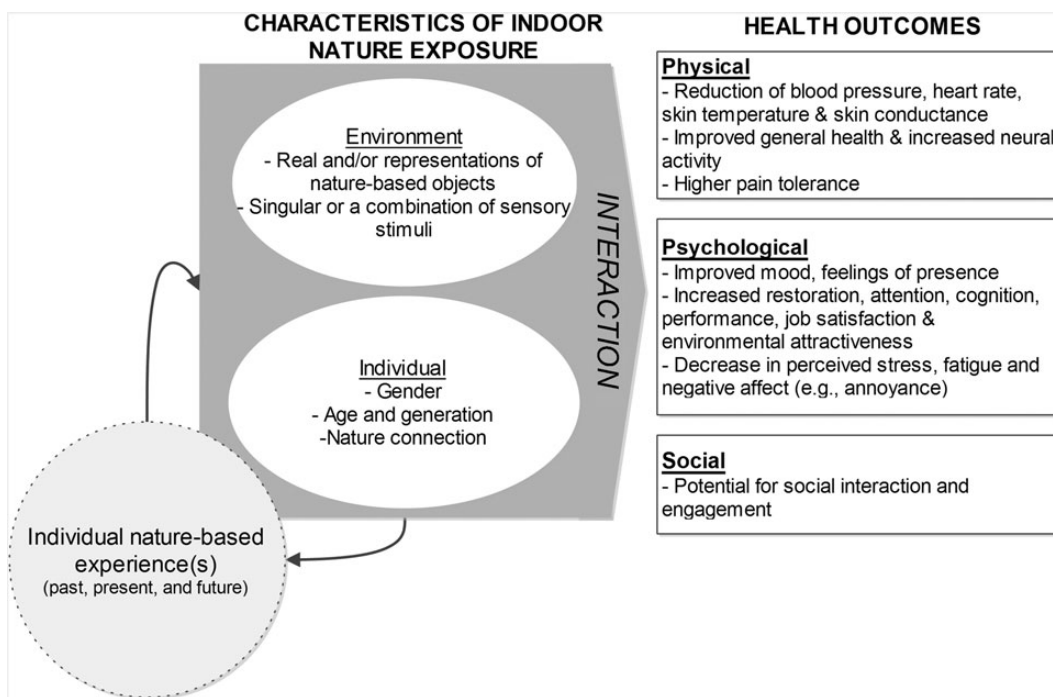 CHARACTERISTICS OF INDOOR
NATURE EXPOSURE
Environment
- Real and/or representations of
nature-based objects
- Singular or a combination of sensory
stimuli
Individual
- Gender
- Age and generation
-Nature connection
INTERACTION
Individual nature-based
experience(s)
(past, present, and future)
HEALTH OUTCOMES
Physical
- Reduction of blood pressure, heart rate,
skin temperature & skin conductance
- Improved general health & increased neural
activity
- Higher pain tolerance
Psychological
- Improved mood, feelings of presence
- Increased restoration, attention, cognition,
performance, job satisfaction &
environmental attractiveness
- Decrease in perceived stress, fatigue and
negative affect (e.g., annoyance)
Social
- Potential for social interaction and
engagement